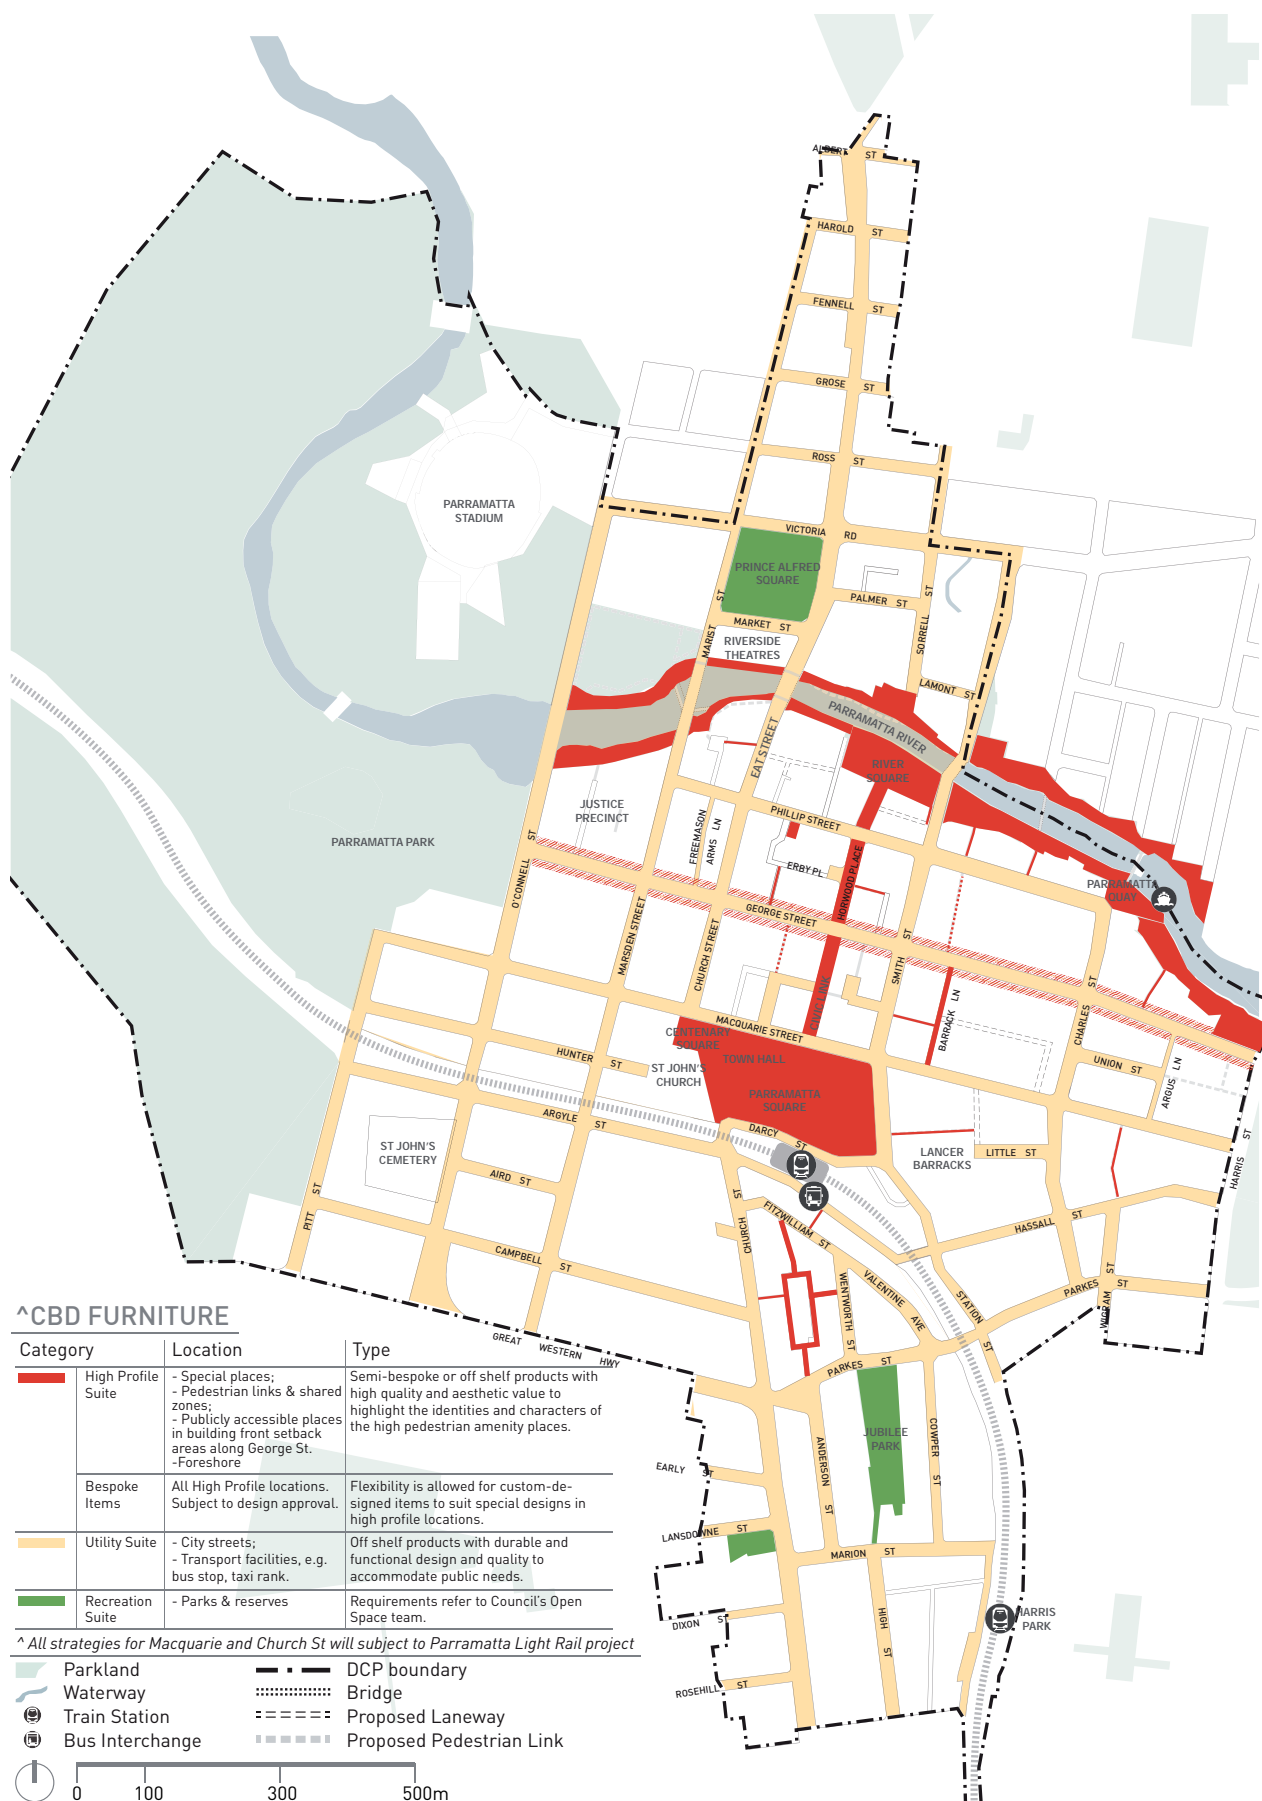 ALBERT ST
HAROLD ST
FENNELL ST
GROSE ST
ROSS ST
VICTORIA RD
PARRAMATTA
STADIUM
PRINCE ALFRED
SQUARE
PALMER ST
MARKET ST
MARIST ST
SORRELL ST
RIVERSIDE
THEATRES
LAMONT ST
PARRAMATTA RIVER
EAT STREET
RIVER
SQUARE
JUSTICE
PRECINCT
PHILLIP STREET
PARRAMATTA PARK
FREEMASON
ARMS LN
ERBY PL
HORWOOD PLACE
PARRAMATTA
QUAY
O'CONNELL ST
GEORGE STREET
MARSDEN STREET
CHURCH STREET
SMITH ST
CIVIC LINK
BARRACK LN
CHARLES ST
MACQUARIE STREET
CENTENARY
SQUARE
TOWN HALL
HUNTER ST
ST JOHN'S
CHURCH
UNION ST
ARGUS LN
PARRAMATTA
SQUARE
ARGYLE ST
DARCY ST
ST JOHN'S
CEMETERY
LANCER
BARRACKS
LITTLE ST
HARRIS ST
AIRD ST
PITT ST
CHURCH ST
FITZWILLIAM ST
HASSALL ST
CAMPBELL ST
WENTWORTH ST
VALENTINE AVE
STATION ST
PARKES ST
WIGRAM ST
GREAT WESTERN HWY
PARKES ST
JUBILEE
PARK
ANDERSON ST
COWPER ST
EARLY ST
LANSDOWNE ST
MARION ST
DIXON ST
HIGH ST
HARRIS
PARK
ROSEHILL ST
^CBD FURNITURE
Category Location Type
High Profile
Suite
- Special places;
- Pedestrian links & shared
zones;
- Publicly accessible places
in building front setback
areas along George St.
-Foreshore
Semi-bespoke or off shelf products with
high quality and aesthetic value to
highlight the identities and characters of
the high pedestrian amenity places.
Bespoke
Items
All High Profile locations.
Subject to design approval.
Flexibility is allowed for custom-de-
signed items to suit special designs in
high profile locations.
Utility Suite
- City streets;
- Transport facilities, e.g.
bus stop, taxi rank.
Off shelf products with durable and
functional design and quality to
accommodate public needs.
Recreation
Suite
- Parks & reserves
Requirements refer to Council's Open
Space team.
^ All strategies for Macquarie and Church St will subject to Parramatta Light Rail project
Parkland
Waterway
Train Station
Bus Interchange
DCP boundary
Bridge
Proposed Laneway
Proposed Pedestrian Link
0 100 300 500m